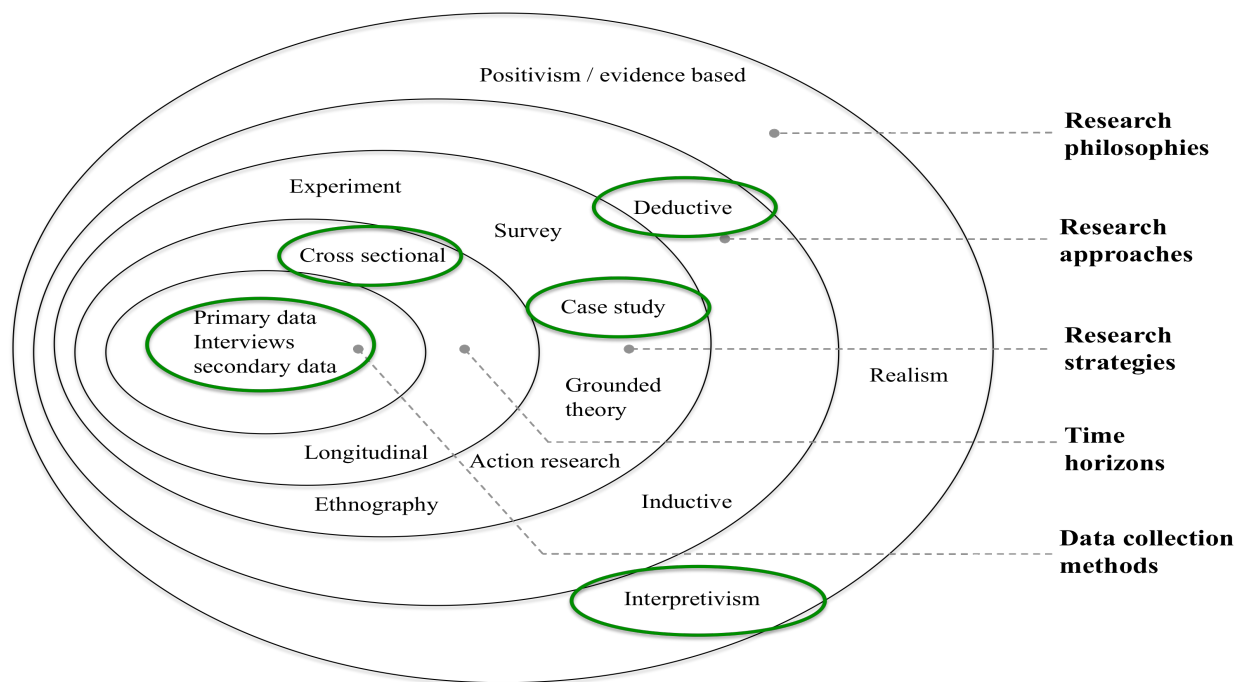 Positivism / evidence based
Research
philosophies
Experiment
Deductive
Survey
Research
approaches
Cross sectional
Case study
Primary data
Interviews
secondary data
Research
strategies
Realism
Grounded
theory
Time
horizons
Longitudinal
Action research
Ethnography
Inductive
Data collection
methods
Interpretivism